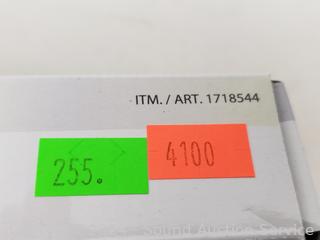 ITM. / ART. 1718544
4100
255.
Sound Auction Service